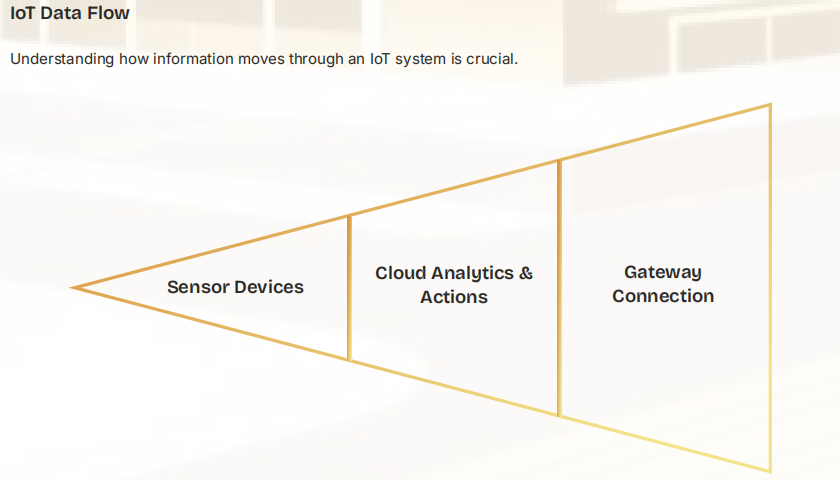 IoT Data Flow
Understanding how information moves through an IoT system is crucial.
Sensor Devices
Cloud Analytics &
Actions
Gateway
Connection